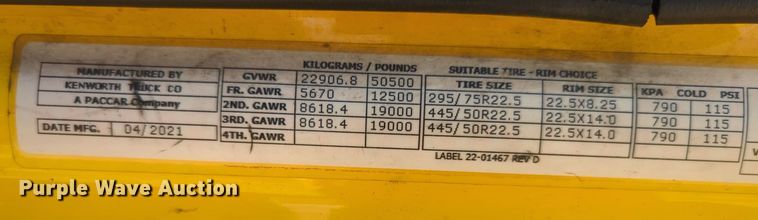 MANUFACTURED BY
KENWORTH TRUCK CO
A PACCAR Company
DATE MFG. 04/2021
KILOGRAMS / POUNDS
GVWR 22906.8 50500
FR. GAWR 5670 12500
2ND. GAWR 8618.4 19000
3RD. GAWR 8618.4 19000
4TH. GAWR
SUITABLE TIRE - RIM CHOICE
TIRE SIZE RIM SIZE
295/75R22.5 22.5X8.25
445/50R22.5 22.5X14.0
445/50R22.5 22.5X14.0
KPA COLD PSI
790 115
790 115
790 115
LABEL 22-01467 REV D
Purple Wave Auction